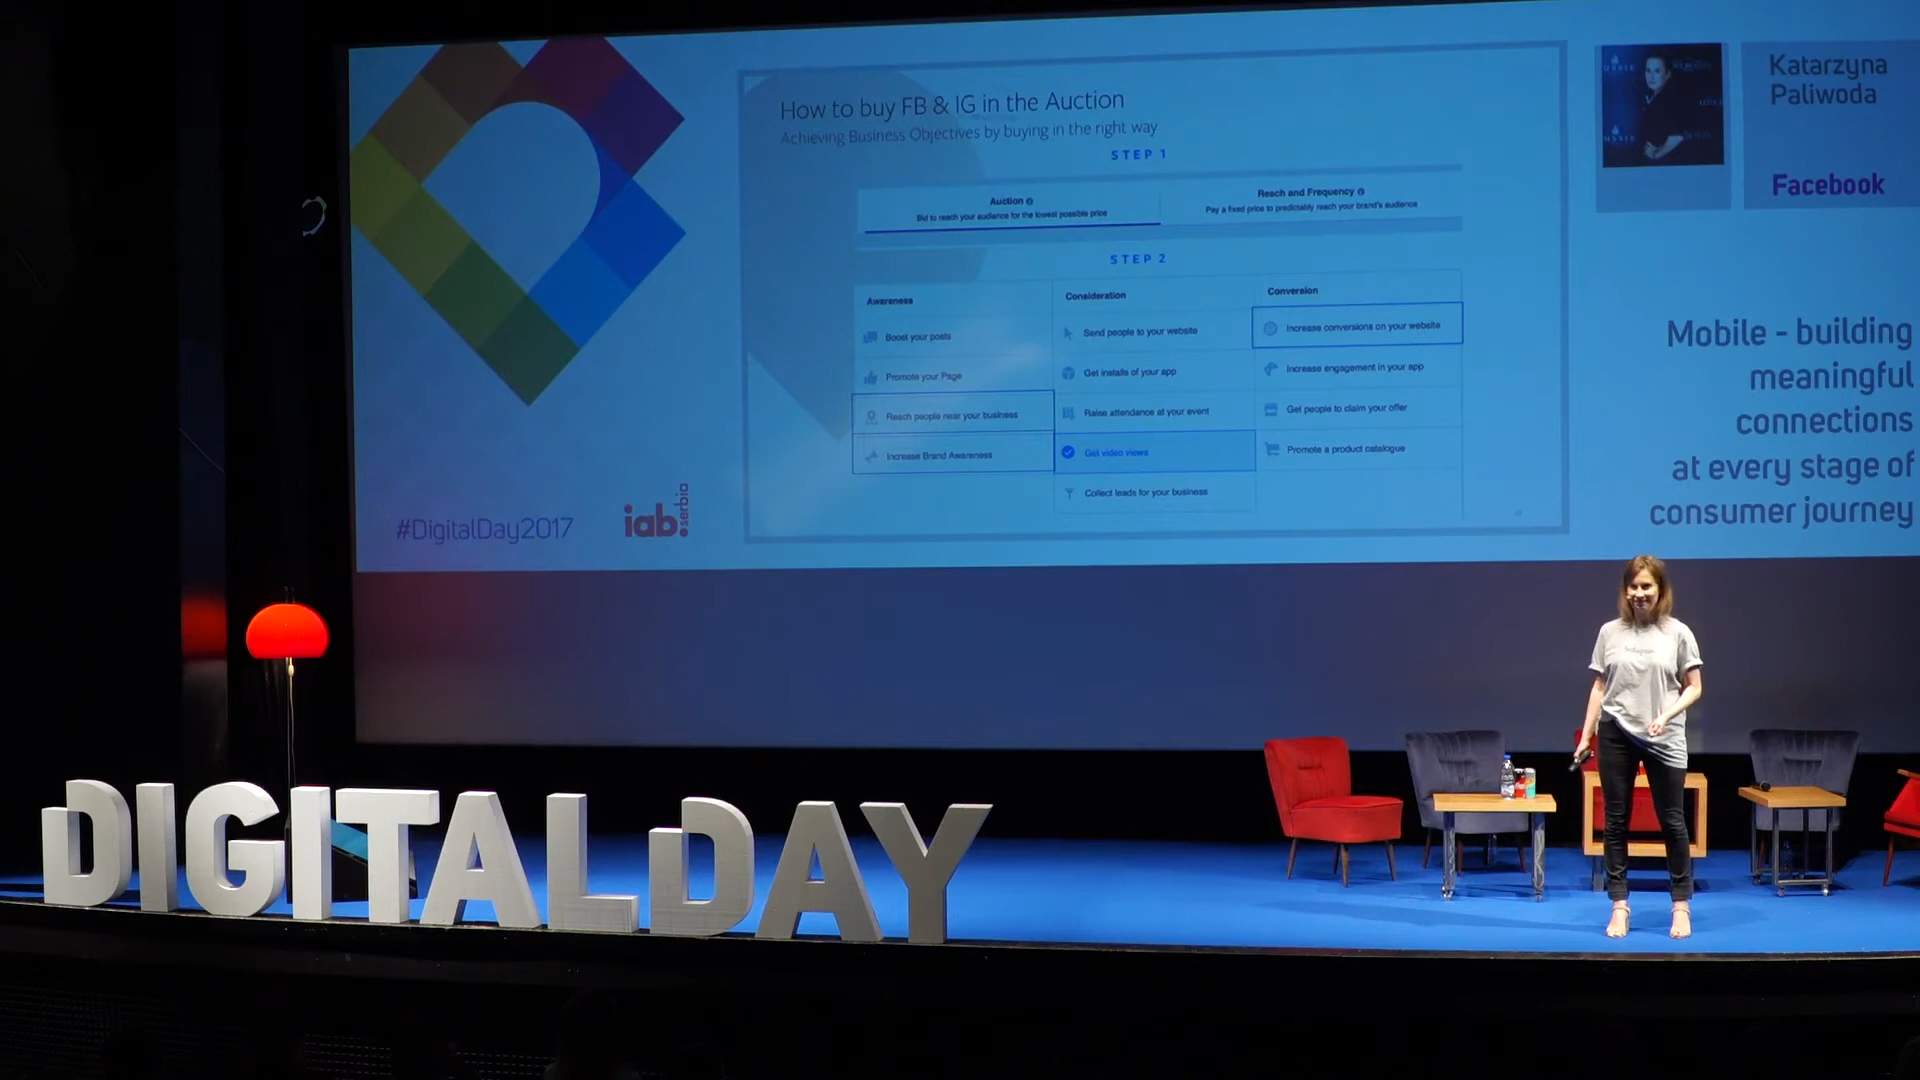 How to buy FB & IG in the Auction
Achieving Business Objectives by buying in the right way
STEP 1
Auction
Bid to reach your audience for the lowest possible price
Reach and Frequency
Pay a fixed price to predictably reach your brand's audience
STEP 2
Awareness
Boost your posts
Promote your Page
Reach people near your business
Increase Brand Awareness
Consideration
Send people to your website
Get installs of your app
Raise attendance at your event
Get video views
Collect leads for your business
Conversion
Increase conversions on your website
Increase engagement in your app
Get people to claim your offer
Promote a product catalogue
Katarzyna
Paliwoda
Facebook
Mobile - building
meaningful
connections
at every stage of
consumer journey
#DigitalDay2017
iab.serbia
Instagram
DIGITALDAY